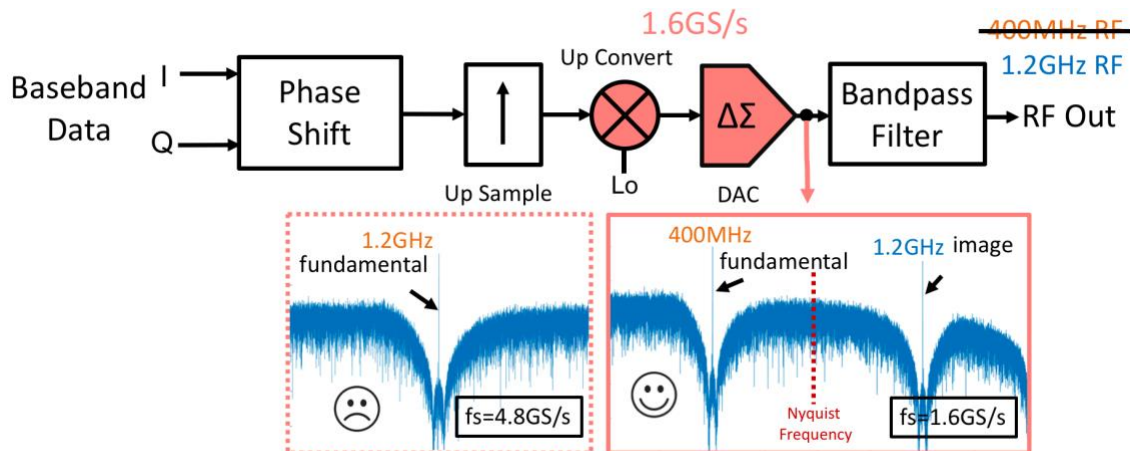 1.6GS/s
400MHz RF
1.2GHz RF
Up Convert
Baseband
Data
I
Q
Phase
Shift
Up Sample
Lo
ΔΣ
DAC
Bandpass
Filter
RF Out
1.2GHz
fundamental
fs=4.8GS/s
400MHz
fundamental
1.2GHz image
Nyquist
Frequency
fs=1.6GS/s